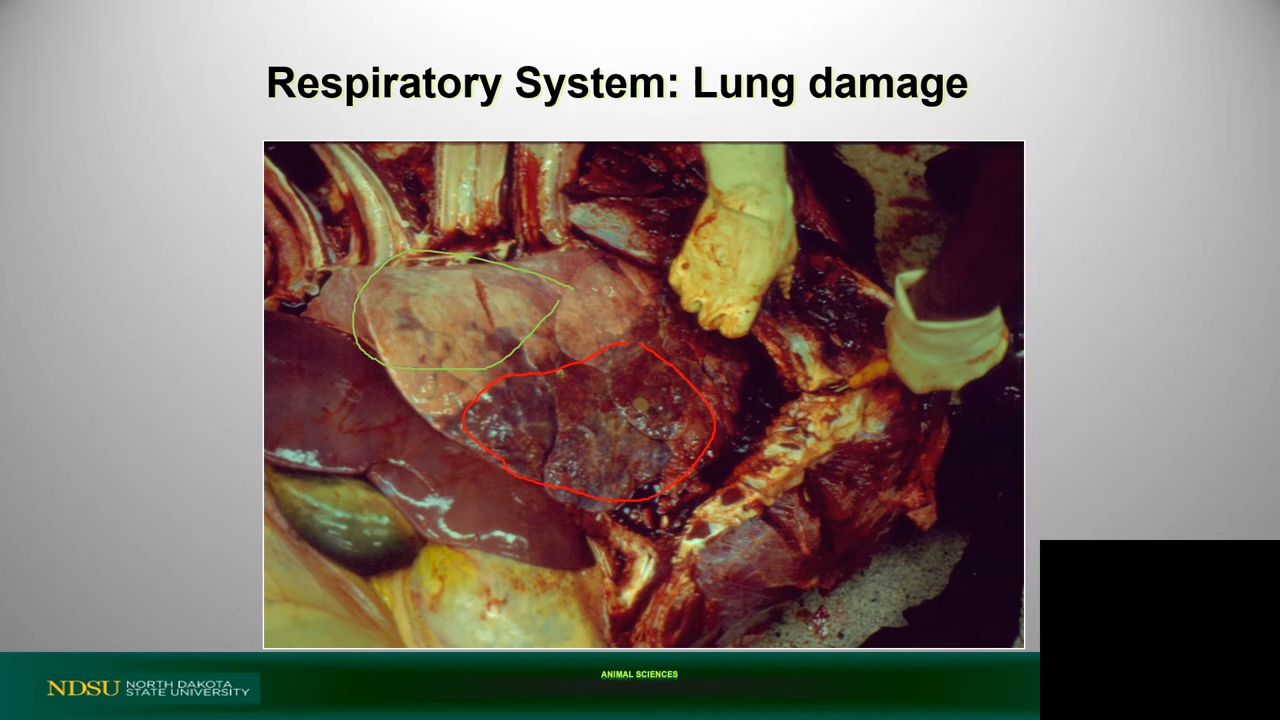 Respiratory System: Lung damage
ANIMAL SCIENCES
NDSU NORTH DAKOTA
STATE UNIVERSITY